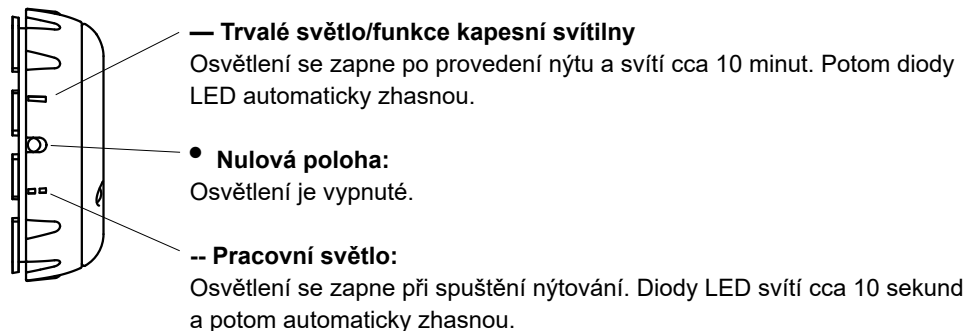 — Trvalé světlo/funkce kapesní svítilny
Osvětlení se zapne po provedení nýtu a svítí cca 10 minut. Potom diody
LED automaticky zhasnou.
• Nulová poloha:
Osvětlení je vypnuté.
-- Pracovní světlo:
Osvětlení se zapne při spuštění nýtování. Diody LED svítí cca 10 sekund
a potom automaticky zhasnou.